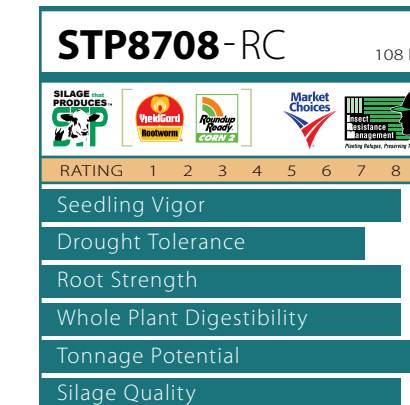 STP8708-RC
108
SILAGE that
PRODUCES™
STP
YieldGard
Rootworm
Roundup
Ready
CORN 2
Market
Choices
Insect
Resistance
Management
Planting Refuges, Preserving
RATING 1 2 3 4 5 6 7 8
Seedling Vigor
Drought Tolerance
Root Strength
Whole Plant Digestibility
Tonnage Potential
Silage Quality